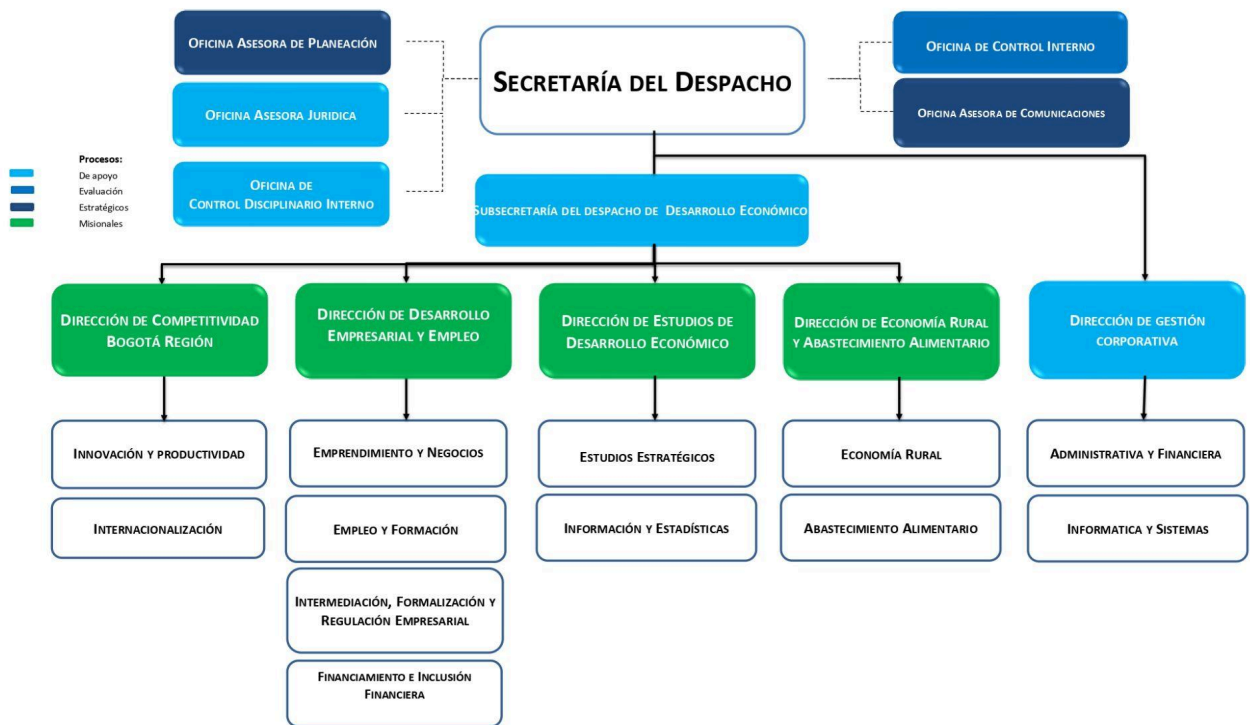 OFICINA ASESORA DE PLANEACIÓN
SECRETARÍA DEL DESPACHO
OFICINA DE CONTROL INTERNO
OFICINA ASESORA JURIDICA
OFICINA ASESORA DE COMUNICACIONES
Procesos:
De apoyo
Evaluación
Estratégicos
Misionales
OFICINA DE
CONTROL DISCIPLINARIO INTERNO
SUBSECRETARÍA DEL DESPACHO DE DESARROLLO ECONÓMICO
DIRECCIÓN DE COMPETITIVIDAD
BOGOTÁ REGIÓN
DIRECCIÓN DE DESARROLLO
EMPRESARIAL Y EMPLEO
DIRECCIÓN DE ESTUDIOS DE
DESARROLLO ECONÓMICO
DIRECCIÓN DE ECONOMÍA RURAL
Y ABASTECIMIENTO ALIMENTARIO
DIRECCIÓN DE GESTIÓN
CORPORATIVA
INNOVACIÓN Y PRODUCTIVIDAD
EMPRENDIMIENTO Y NEGOCIOS
ESTUDIOS ESTRATÉGICOS
ECONOMÍA RURAL
ADMINISTRATIVA Y FINANCIERA
INTERNACIONALIZACIÓN
EMPLEO Y FORMACIÓN
INFORMACIÓN Y ESTADÍSTICAS
ABASTECIMIENTO ALIMENTARIO
INFORMATICA Y SISTEMAS
INTERMEDIACIÓN, FORMALIZACIÓN Y
REGULACIÓN EMPRESARIAL
FINANCIAMIENTO E INCLUSIÓN
FINANCIERA